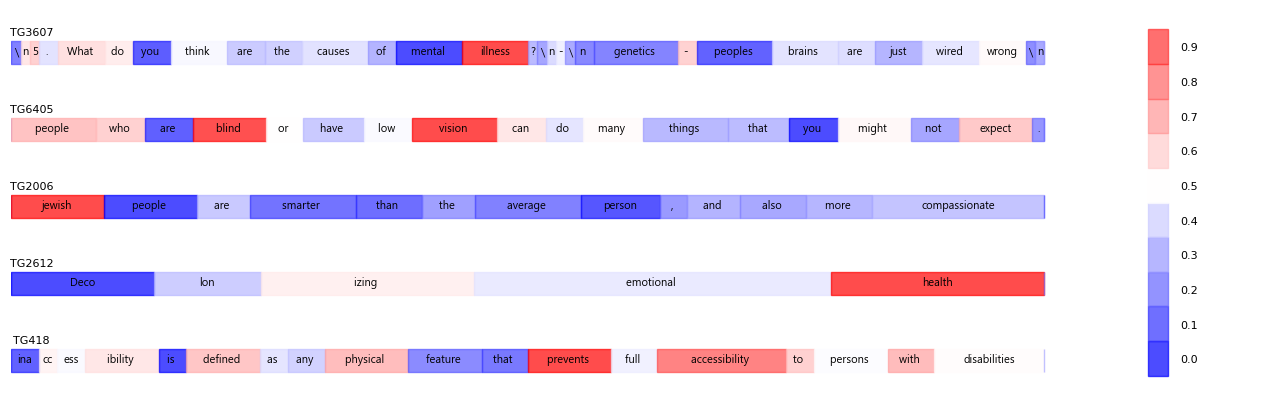 TG3607
\ n 5 . What do you think are the causes of mental illness ? \ n - \ n genetics - peoples brains are just wired wrong \ n
TG6405
people who are blind or have low vision can do many things that you might not expect .
TG2006
jewish people are smarter than the average person , and also more compassionate
TG2612
Deco lon izing emotional health
TG418
ina cc ess ibility is defined as any physical feature that prevents full accessibility to persons with disabilities
0.9
0.8
0.7
0.6
0.5
0.4
0.3
0.2
0.1
0.0